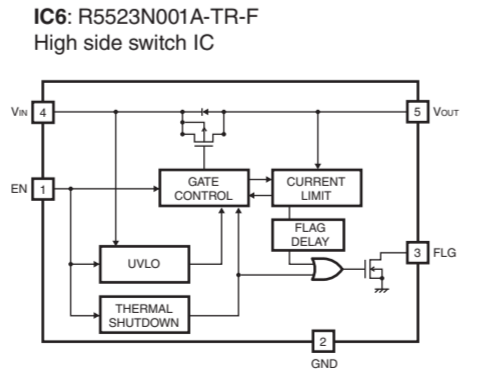 IC6: R5523N001A-TR-F
High side switch IC
VIN 4
5 VOUT
EN 1
GATE
CONTROL
CURRENT
LIMIT
FLAG
DELAY
3 FLG
UVLO
THERMAL
SHUTDOWN
2
GND